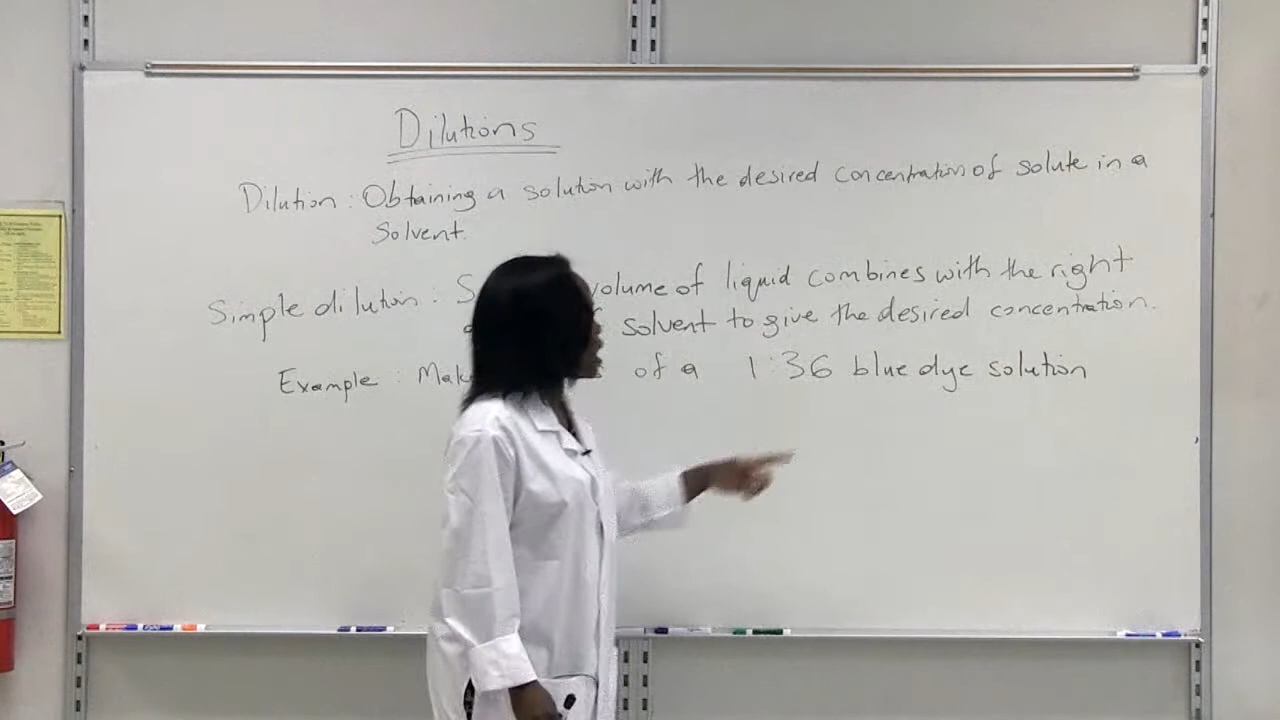 Dilutions
Dilution : Obtaining a solution with the desired concentration of solute in a
Solvent.
Simple dilution : volume of liquid combines with the right
solvent to give the desired concentration.
Example : of a 1:36 blue dye solution